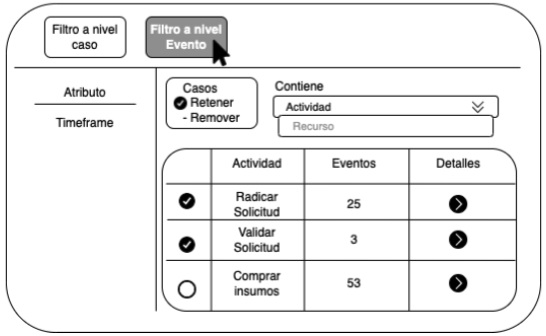 Filtro a nivel
caso
Filtro a nivel
Evento
Atributo
Timeframe
Casos
Retener
- Remover
Contiene
Actividad
Recurso
Actividad Eventos Detalles
Radicar
Solicitud
25
Validar
Solicitud
3
Comprar
insumos
53